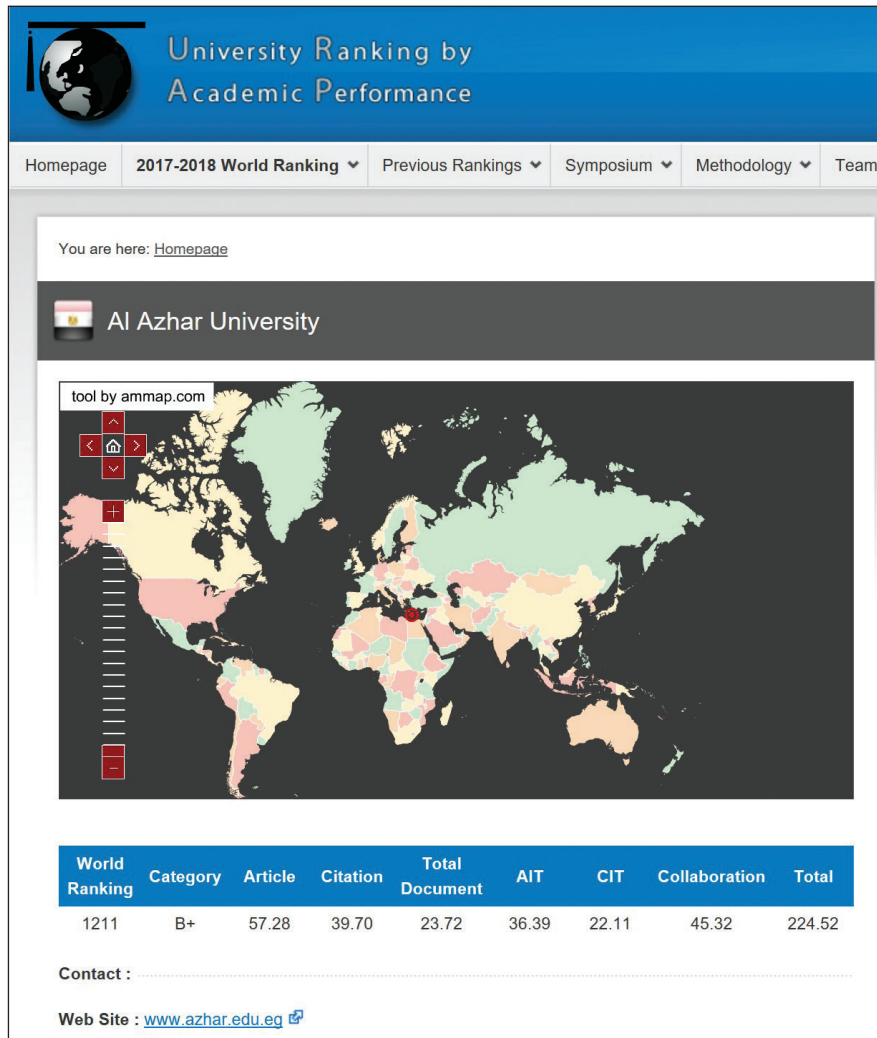 University Ranking by
Academic Performance
Homepage 2017-2018 World Ranking Previous Rankings Symposium Methodology Team
You are here: Homepage
Al Azhar University
tool by ammap.com
World Ranking Category Article Citation Total Document AIT CIT Collaboration Total
1211 B+ 57.28 39.70 23.72 36.39 22.11 45.32 224.52
Contact :
Web Site : www.azhar.edu.eg